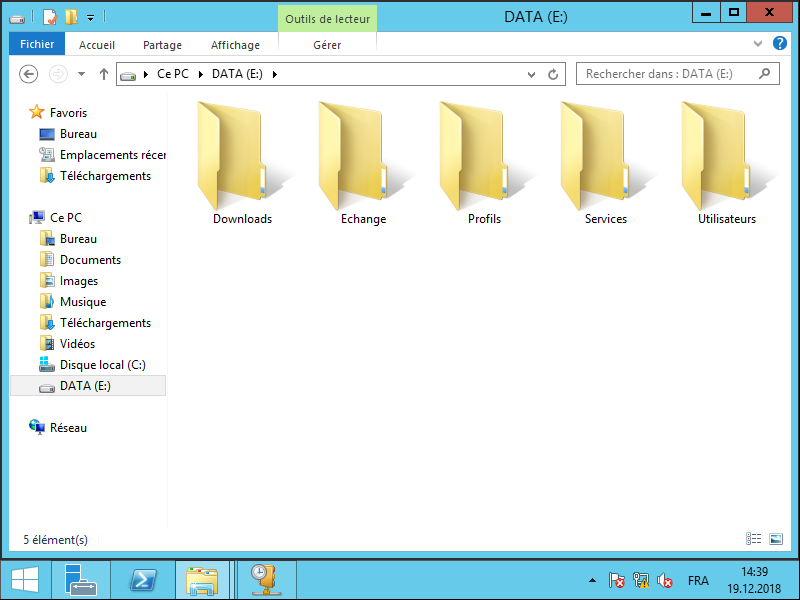 Outils de lecteur
DATA (E:)
Fichier
Accueil
Partage
Affichage
Gérer
Ce PC
DATA (E:)
Rechercher dans : DATA (E:)
Favoris
Bureau
Emplacements récer
Téléchargements
Ce PC
Bureau
Documents
Images
Musique
Téléchargements
Vidéos
Disque local (C:)
DATA (E:)
Réseau
Downloads
Echange
Profils
Services
Utilisateurs
5 élément(s)
FRA
14:39
19.12.2018